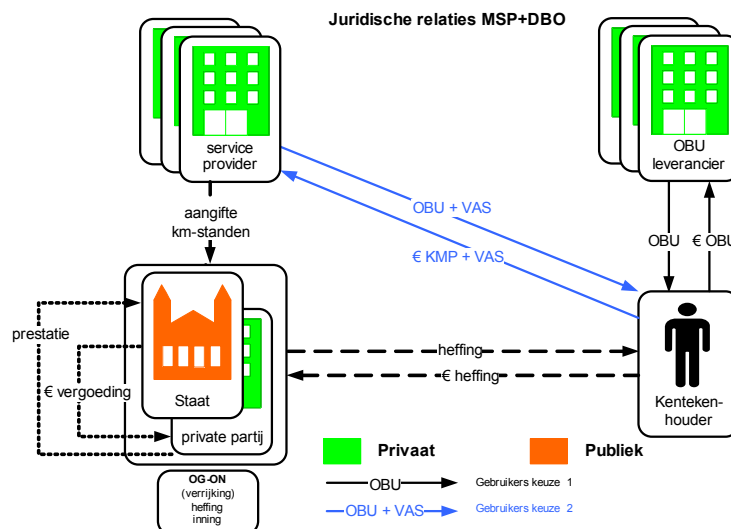 Juridische relaties MSP+DBO
service
provider
OBU
leverancier
aangifte
km-standen
OBU + VAS
€ KMP + VAS
OBU
€ OBU
prestatie
€ vergoeding
Staat
private partij
heffing
€ heffing
Kenteken-
houder
Privaat
Publiek
OBU
Gebruikers keuze 1
OBU + VAS
Gebruikers keuze 2
OG-ON
(verrijking)
heffing
inning